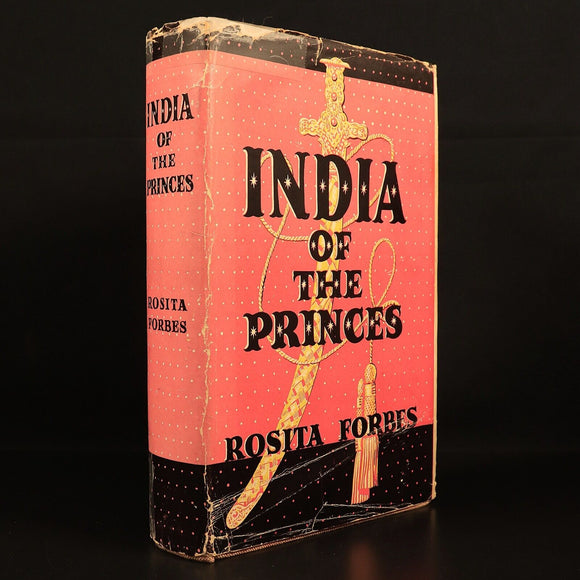 INDIA
OF
THE
PRINCES
ROSITA
FORBES
INDIA
OF
THE
PRINCES
ROSITA FORBES